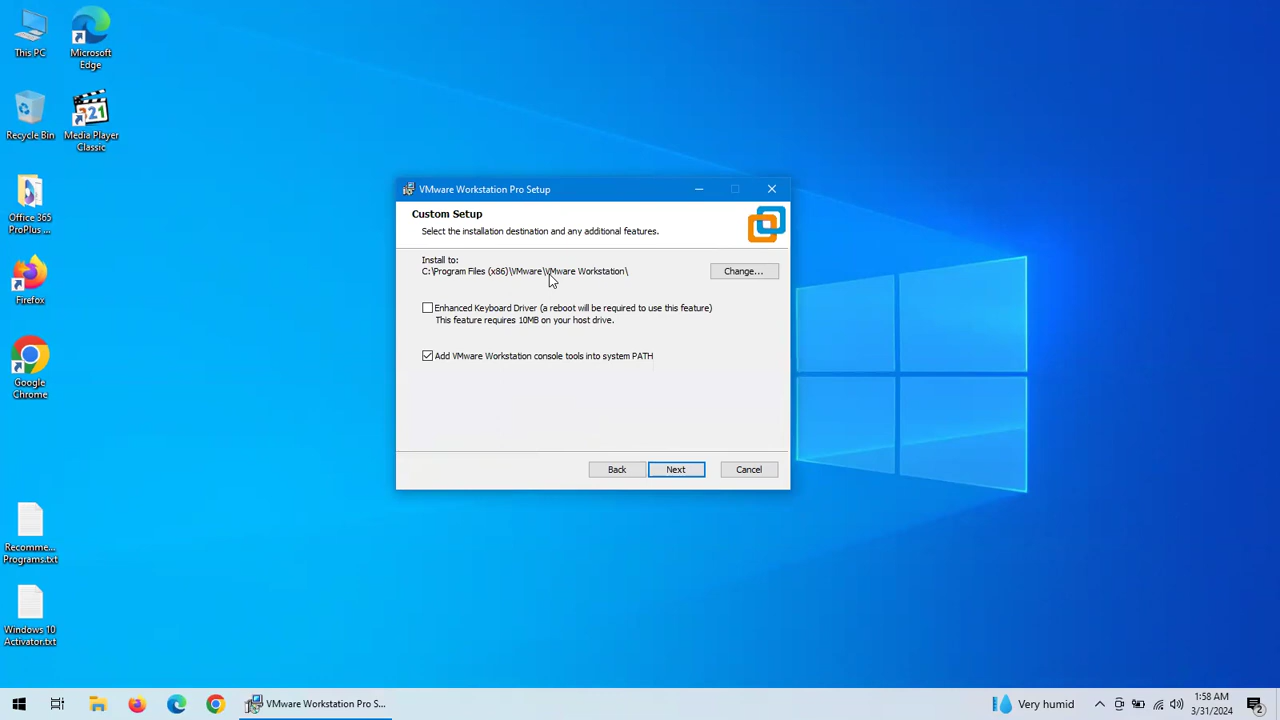 This PC
Microsoft
Edge
Recycle Bin
Media Player
Classic
Office 365
ProPlus ...
Firefox
Google
Chrome
Recomme...
Programs.txt
Windows 10
Activator.txt
VMware Workstation Pro Setup
Custom Setup
Select the installation destination and any additional features.
Install to:
C:\Program Files (x86)\VMware\VMware Workstation\
Change...
Enhanced Keyboard Driver (a reboot will be required to use this feature)
This feature requires 10MB on your host drive.
Add VMware Workstation console tools into system PATH
Back
Next
Cancel
VMware Workstation Pro S...
Very humid
1:58 AM
3/31/2024
2
321